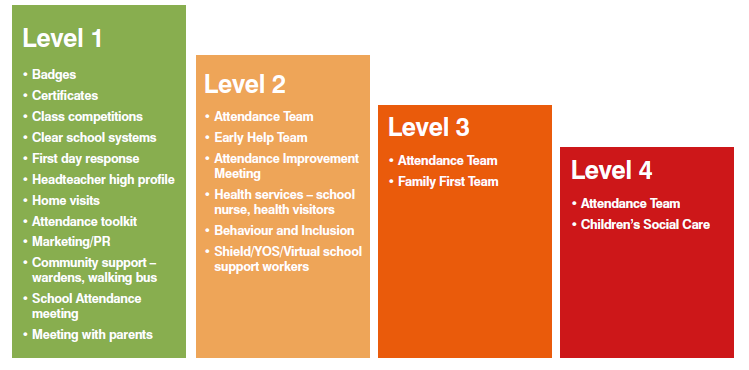 Level 1
• Badges
• Certificates
• Class competitions
• Clear school systems
• First day response
• Headteacher high profile
• Home visits
• Attendance toolkit
• Marketing/PR
• Community support –
wardens, walking bus
• School Attendance
meeting
• Meeting with parents
Level 2
• Attendance Team
• Early Help Team
• Attendance Improvement
Meeting
• Health services – school
nurse, health visitors
• Behaviour and Inclusion
• Shield/YOS/Virtual school
support workers
Level 3
• Attendance Team
• Family First Team
Level 4
• Attendance Team
• Children’s Social Care